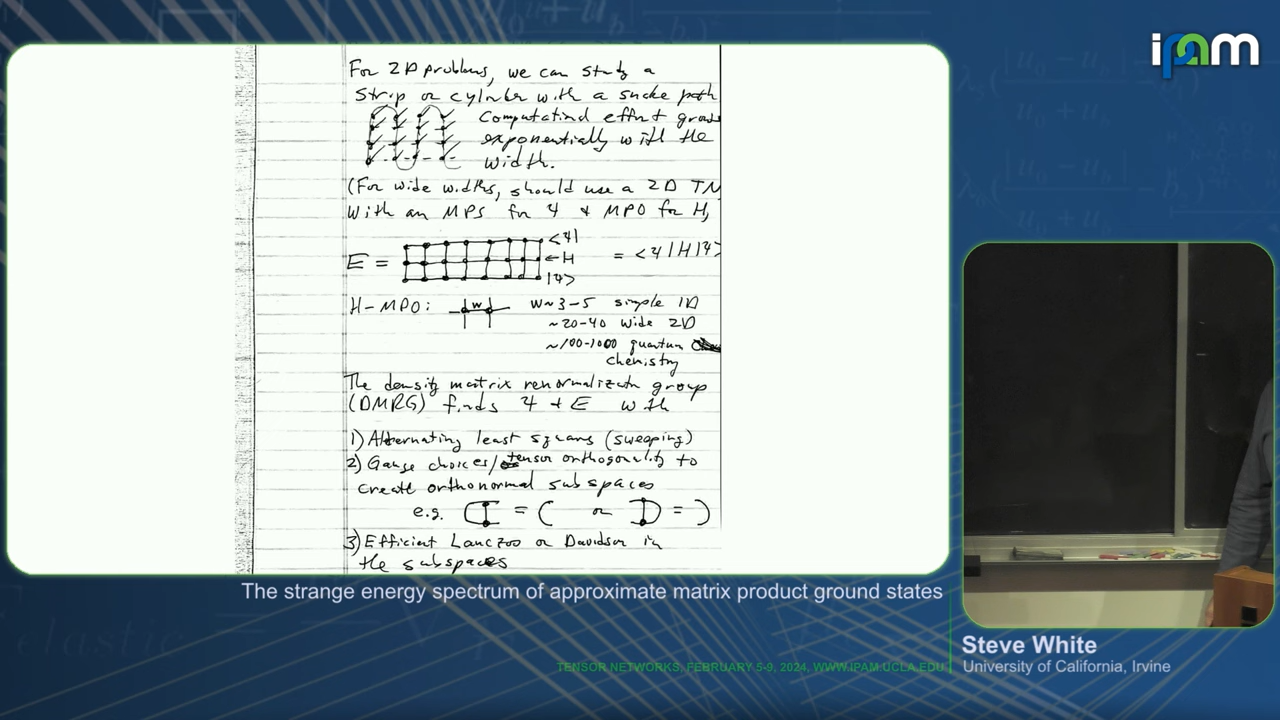 For 2D problems, we can study a
strip or cylinder with a snake path
Computational effort grows
exponentially with the
width.
(For wide widths, should use a 2D TN
With an MPS for Ψ + MPO for H,
E = <Ψ| ←H |Ψ> = <Ψ|H|Ψ>
H-MPO: w w~3-5 simple 1D
~20-40 wide 2D
~100-1000 quantum
chemistry
The density matrix renormalization group
(DMRG) finds Ψ + E with
1) Alternating least squares (sweeping)
2) Gauge choices/tensor orthogonality to
create orthonormal subspaces
e.g. = ( or = )
3) Efficient Lanczos or Davidson in
the subspaces
ipam
The strange energy spectrum of approximate matrix product ground states
Steve White
University of California, Irvine
TENSOR NETWORKS, FEBRUARY 5-9, 2024, WWW.IPAM.UCLA.EDU
elastic